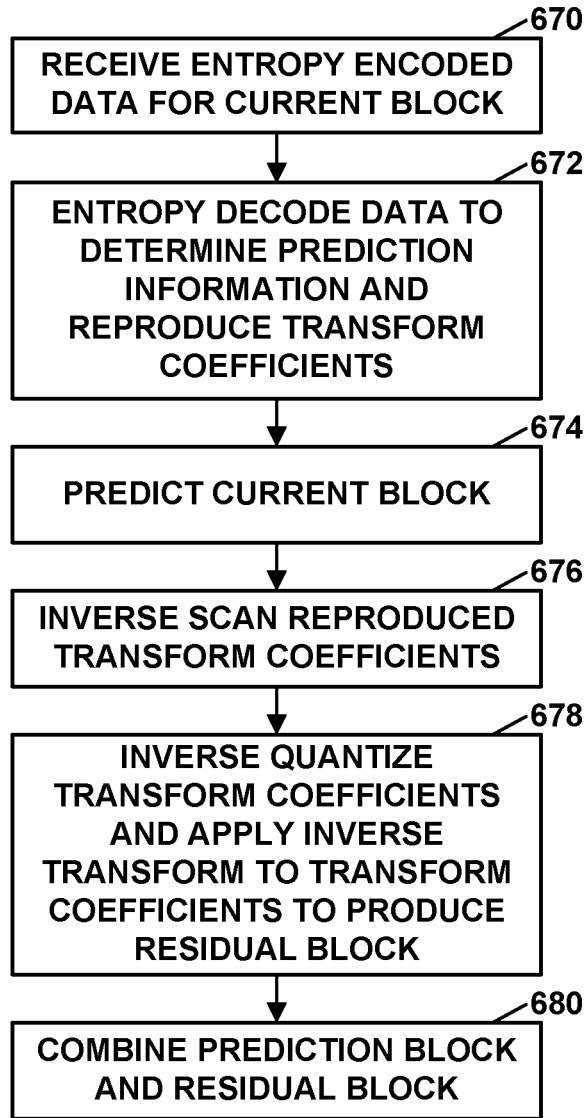 670
RECEIVE ENTROPY ENCODED
DATA FOR CURRENT BLOCK
672
ENTROPY DECODE DATA TO
DETERMINE PREDICTION
INFORMATION AND
REPRODUCE TRANSFORM
COEFFICIENTS
674
PREDICT CURRENT BLOCK
676
INVERSE SCAN REPRODUCED
TRANSFORM COEFFICIENTS
678
INVERSE QUANTIZE
TRANSFORM COEFFICIENTS
AND APPLY INVERSE
TRANSFORM TO TRANSFORM
COEFFICIENTS TO PRODUCE
RESIDUAL BLOCK
680
COMBINE PREDICTION BLOCK
AND RESIDUAL BLOCK